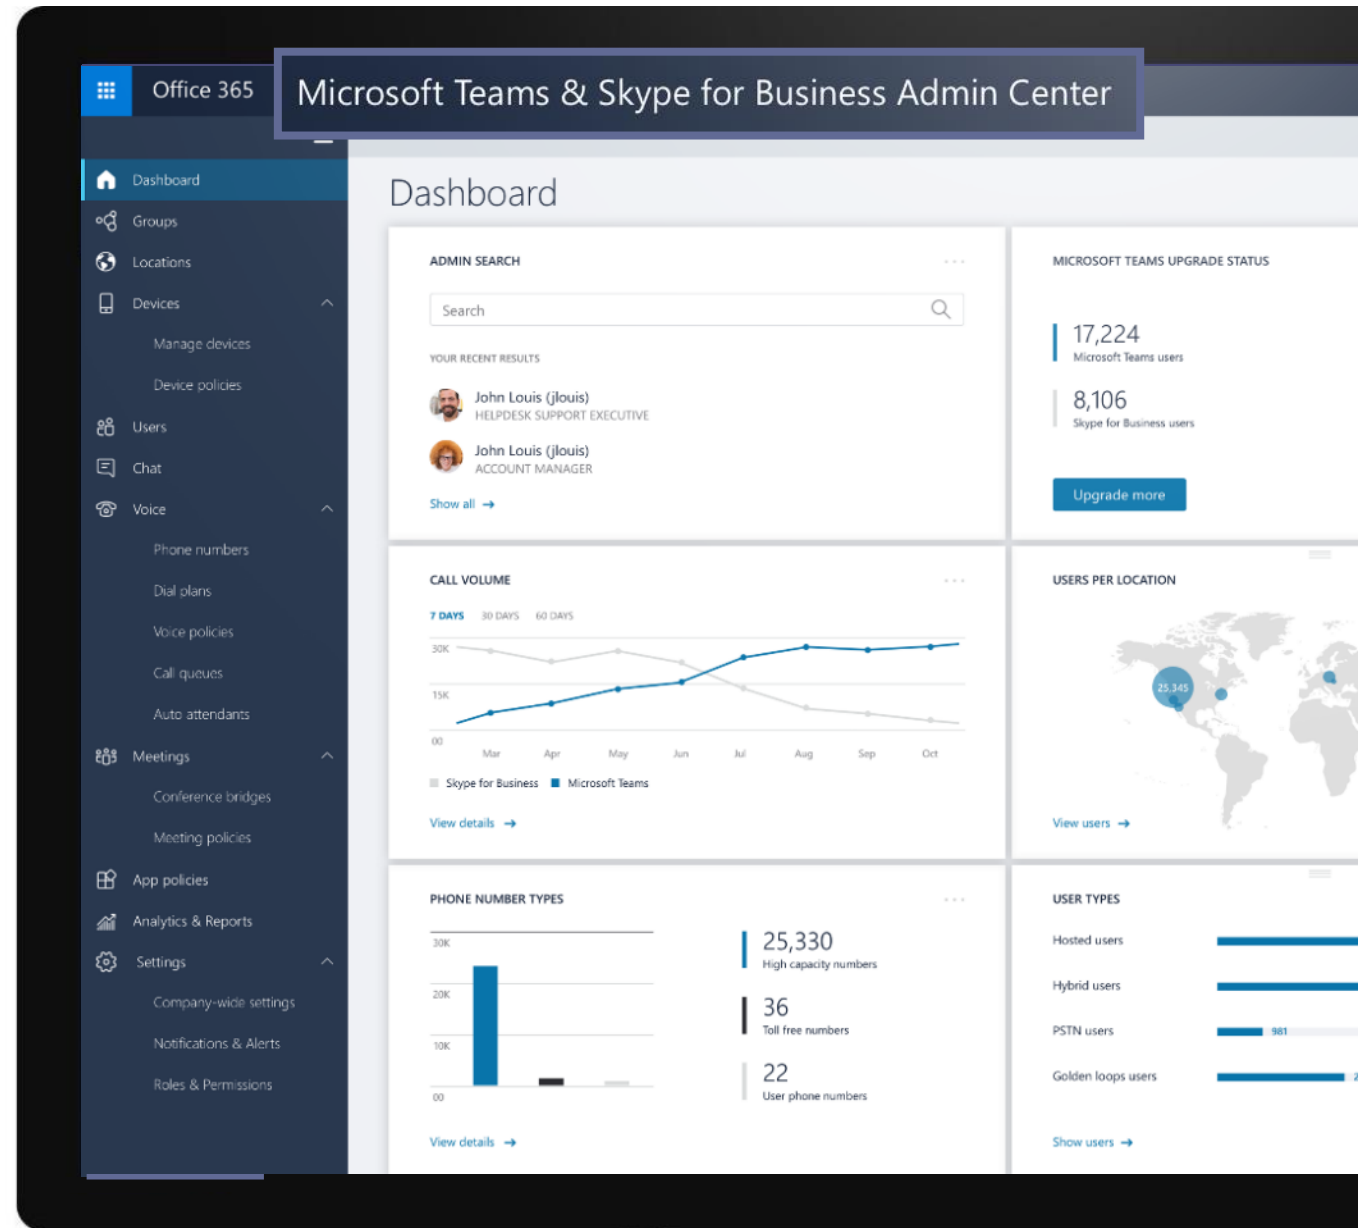 Office 365
Microsoft Teams & Skype for Business Admin Center
Dashboard
Groups
Locations
Devices
Manage devices
Device policies
Users
Chat
Voice
Phone numbers
Dial plans
Voice policies
Call queues
Auto attendants
Meetings
Conference bridges
Meeting policies
App policies
Analytics & Reports
Settings
Company-wide settings
Notifications & Alerts
Roles & Permissions
Dashboard
ADMIN SEARCH
Search
YOUR RECENT RESULTS
John Louis (jlouis)
HELPDESK SUPPORT EXECUTIVE
John Louis (jlouis)
ACCOUNT MANAGER
Show all
MICROSOFT TEAMS UPGRADE STATUS
17,224
Microsoft Teams users
8,106
Skype for Business users
Upgrade more
CALL VOLUME
7 DAYS 30 DAYS 60 DAYS
30K
15K
00
Mar Apr May Jun Jul Aug Sep Oct
Skype for Business Microsoft Teams
View details
USERS PER LOCATION
25,345
View users
PHONE NUMBER TYPES
30K
20K
10K
00
25,330
High capacity numbers
36
Toll free numbers
22
User phone numbers
View details
USER TYPES
Hosted users
Hybrid users
PSTN users 981
Golden loops users
Show users